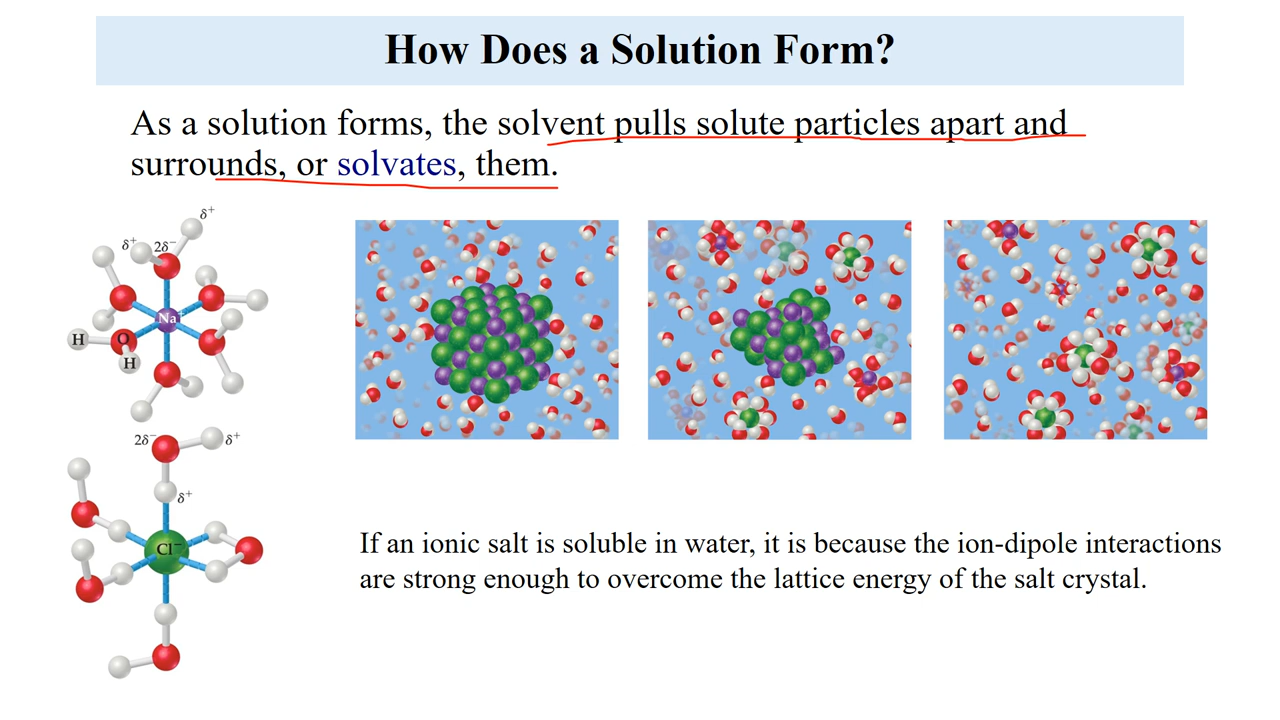 How Does a Solution Form?
As a solution forms, the solvent pulls solute particles apart and
surrounds, or solvates, them.
δ⁺
δ⁺ 2δ⁻
Na⁺
H O
H
2δ⁻ δ⁺
δ⁺
Cl⁻
If an ionic salt is soluble in water, it is because the ion-dipole interactions
are strong enough to overcome the lattice energy of the salt crystal.